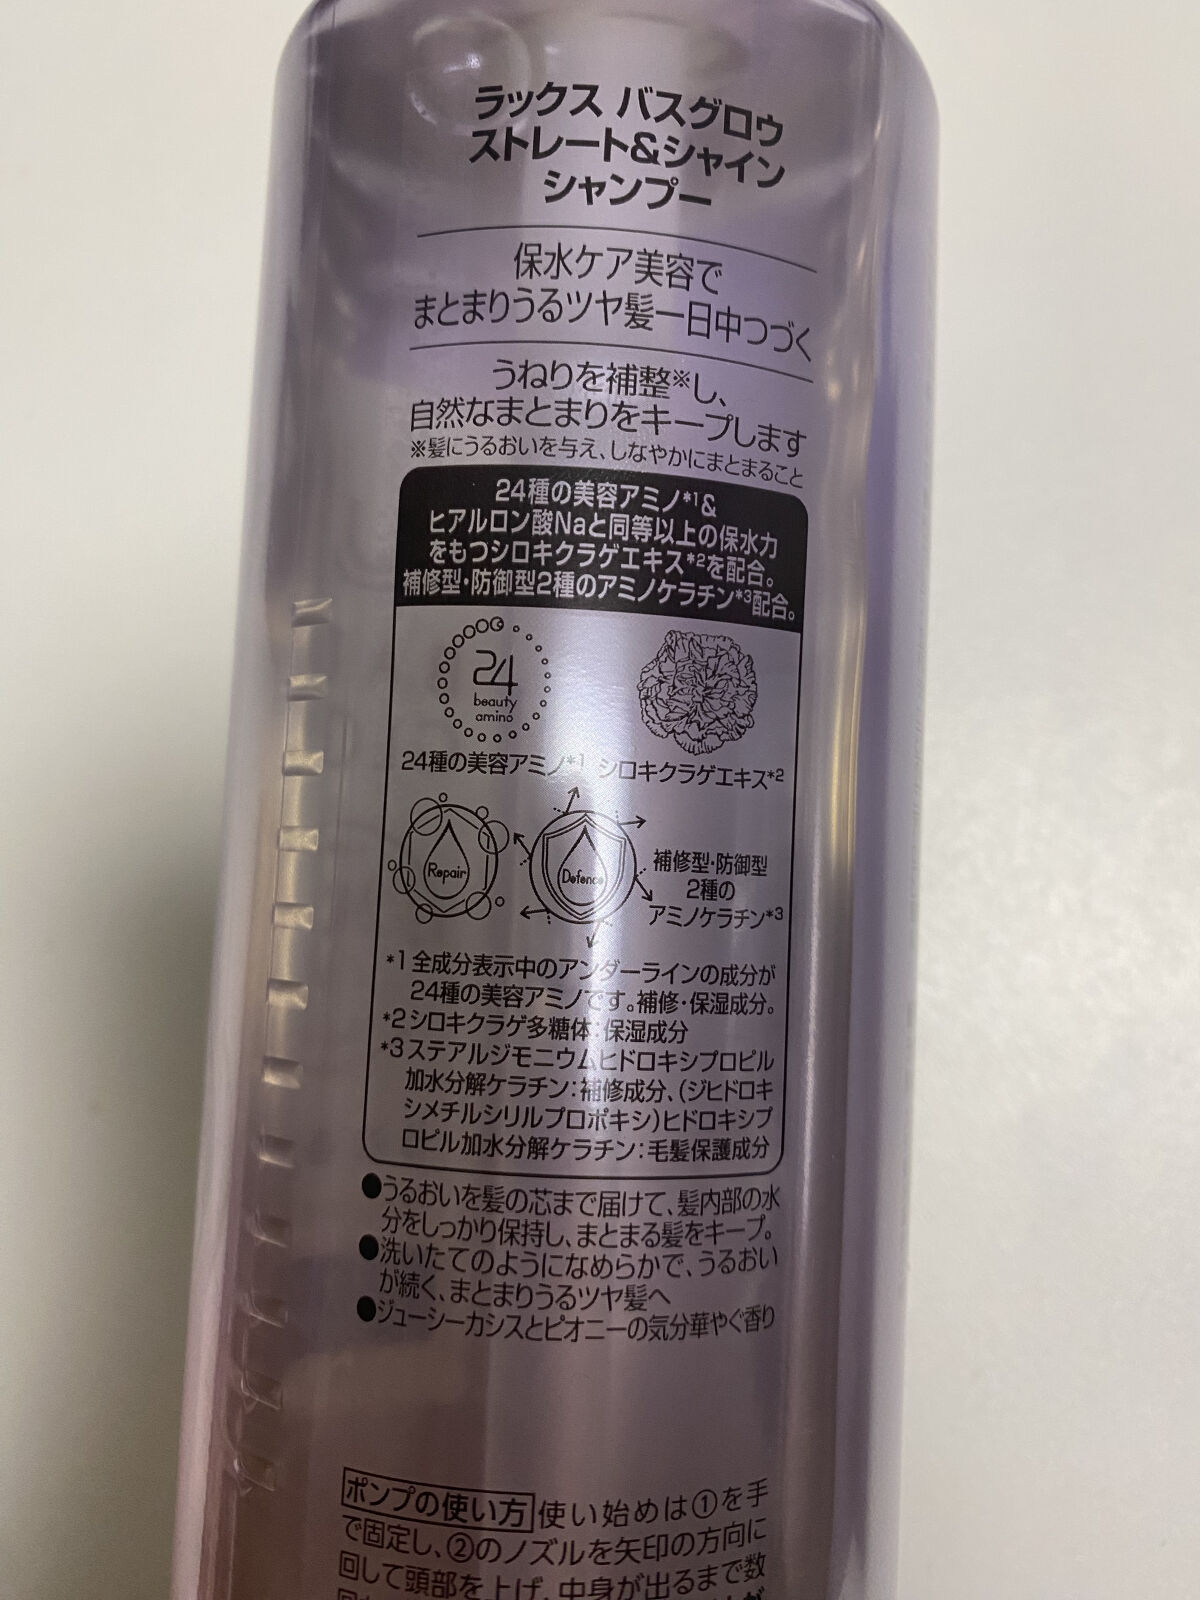 ラックス バスグロウ
ストレート&シャイン
シャンプー
保水ケア美容で
まとまりうるツヤ髪一日中つづく
うねりを補整※し、
自然なまとまりをキープします
※髪にうるおいを与え、しなやかにまとまること
24種の美容アミノ*1&
ヒアルロン酸Naと同等以上の保水力
をもつシロキクラゲエキス*2を配合。
補修型・防御型2種のアミノケラチン*3配合。
24
beauty
amino
24種の美容アミノ*1 シロキクラゲエキス*2
Repair
Defence
補修型・防御型
2種の
アミノケラチン*3
*1 全成分表示中のアンダーラインの成分が
24種の美容アミノです。補修・保湿成分。
*2 シロキクラゲ多糖体:保湿成分
*3 ステアルジモニウムヒドロキシプロピル
加水分解ケラチン:補修成分、(ジヒドロキ
シメチルシリルプロポキシ)ヒドロキシプ
ロピル加水分解ケラチン:毛髪保護成分
●うるおいを髪の芯まで届けて、髪内部の水
分をしっかり保持し、まとまる髪をキープ。
●洗いたてのようになめらかで、うるおい
が続く、まとまりうるツヤ髪へ
●ジューシーカシスとピオニーの気分華やぐ香り
ポンプの使い方 使い始めは①を手
で固定し、②のノズルを矢印の方向に
回して頭部を上げ、中身が出るまで数